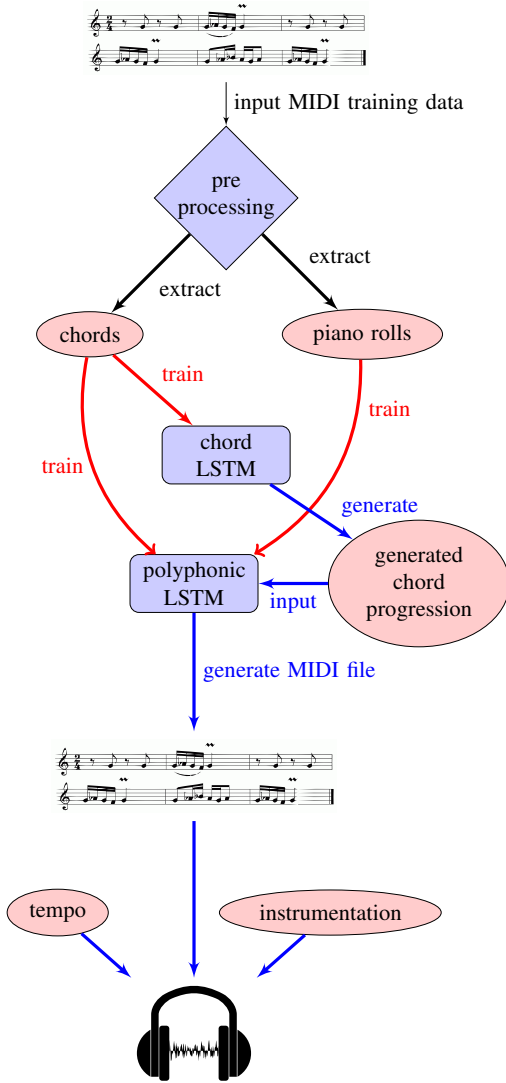 input MIDI training data
pre
processing
extract
extract
chords
piano rolls
train
train
chord
LSTM
train
generate
generated
chord
progression
polyphonic
LSTM
input
generate MIDI file
tempo
instrumentation